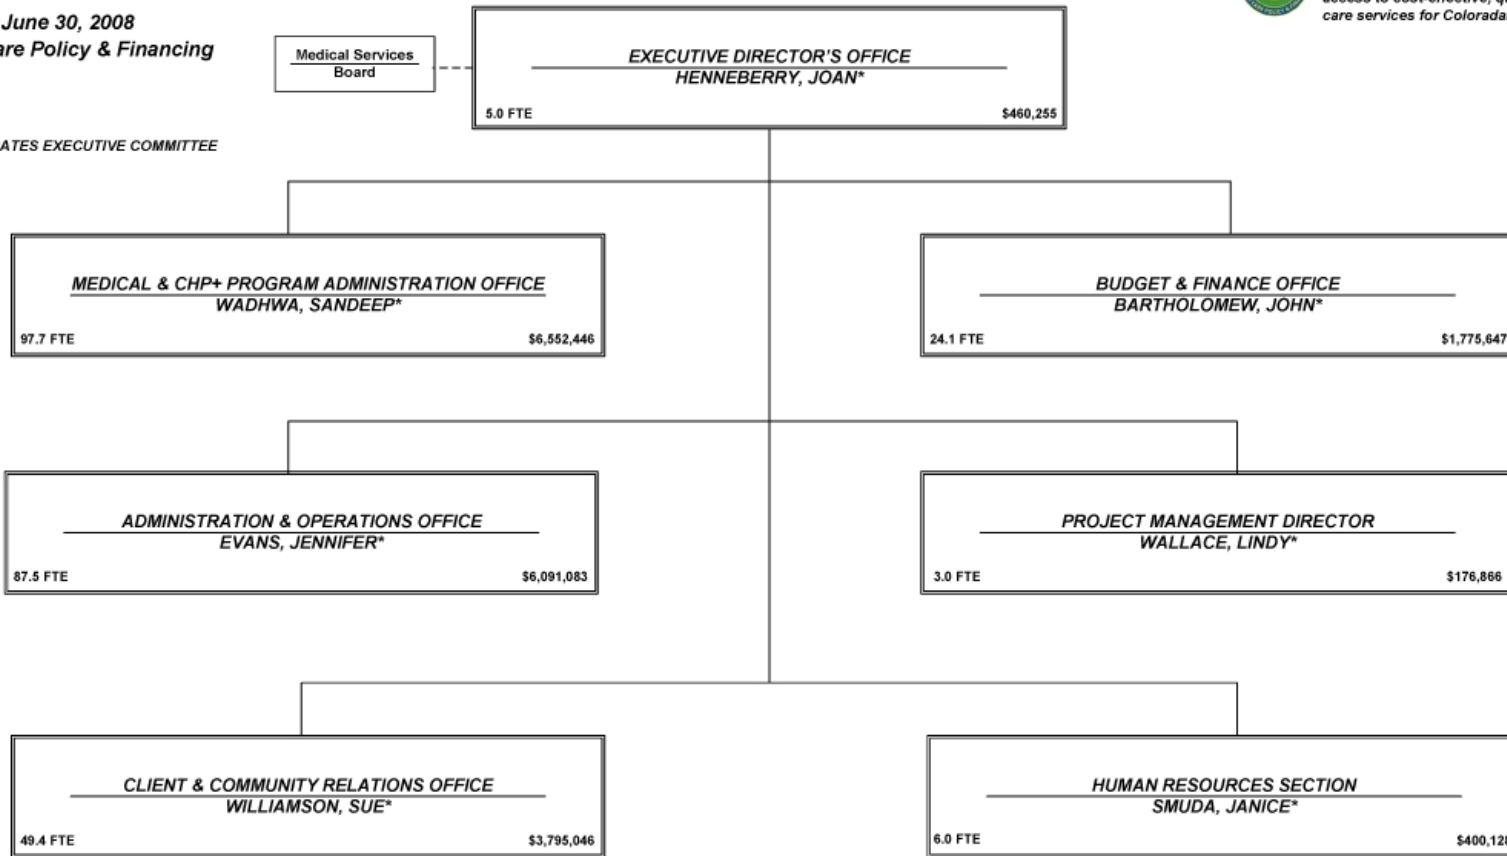 June 30, 2008
Policy & Financing
ATES EXECUTIVE COMMITTEE
care services for
Medical Services
Board
EXECUTIVE DIRECTOR'S OFFICE
HENNEBERRY, JOAN*
5.0 FTE $460,255
MEDICAL & CHP+ PROGRAM ADMINISTRATION OFFICE
WADHWA, SANDEEP*
97.7 FTE $6,552,446
BUDGET & FINANCE OFFICE
BARTHOLOMEW, JOHN*
24.1 FTE $1,775,647
ADMINISTRATION & OPERATIONS OFFICE
EVANS, JENNIFER*
87.5 FTE $6,091,083
PROJECT MANAGEMENT DIRECTOR
WALLACE, LINDY*
3.0 FTE $176,866
CLIENT & COMMUNITY RELATIONS OFFICE
WILLIAMSON, SUE*
49.4 FTE $3,795,046
HUMAN RESOURCES SECTION
SMUDA, JANICE*
6.0 FTE $400,128